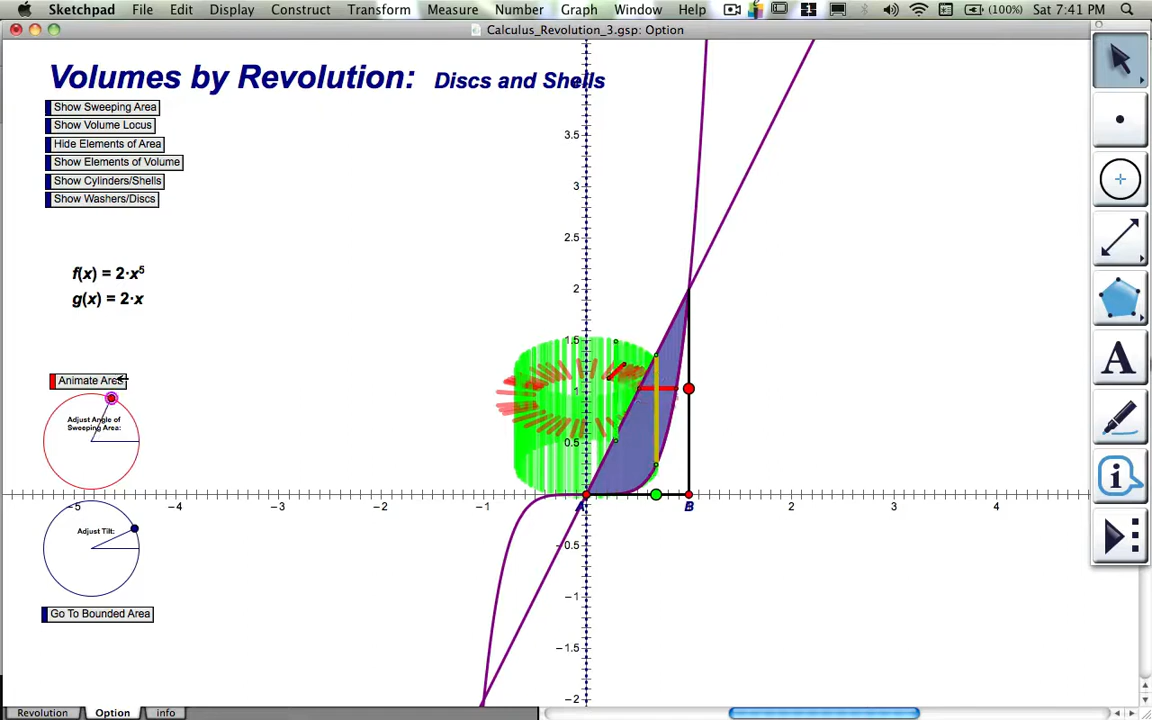 Sketchpad File Edit Display Construct Transform Measure Number Graph Window Help (100%) Sat 7:41 PM
Calculus_Revolution_3.gsp: Option
Volumes by Revolution: Discs and Shells
Show Sweeping Area
Show Volume Locus
Hide Elements of Area
Show Elements of Volume
Show Cylinders/Shells
Show Washers/Discs
f(x) = 2·x⁵
g(x) = 2·x
Animate Area
Adjust Angle of
Sweeping Area:
Adjust Tilt:
Go To Bounded Area
3.5
3
2.5
2
1.5
1
0.5
-5 -4 -3 -2 -1 A B 2 3 4
-0.5
-1
-1.5
-2
A
Revolution Option info